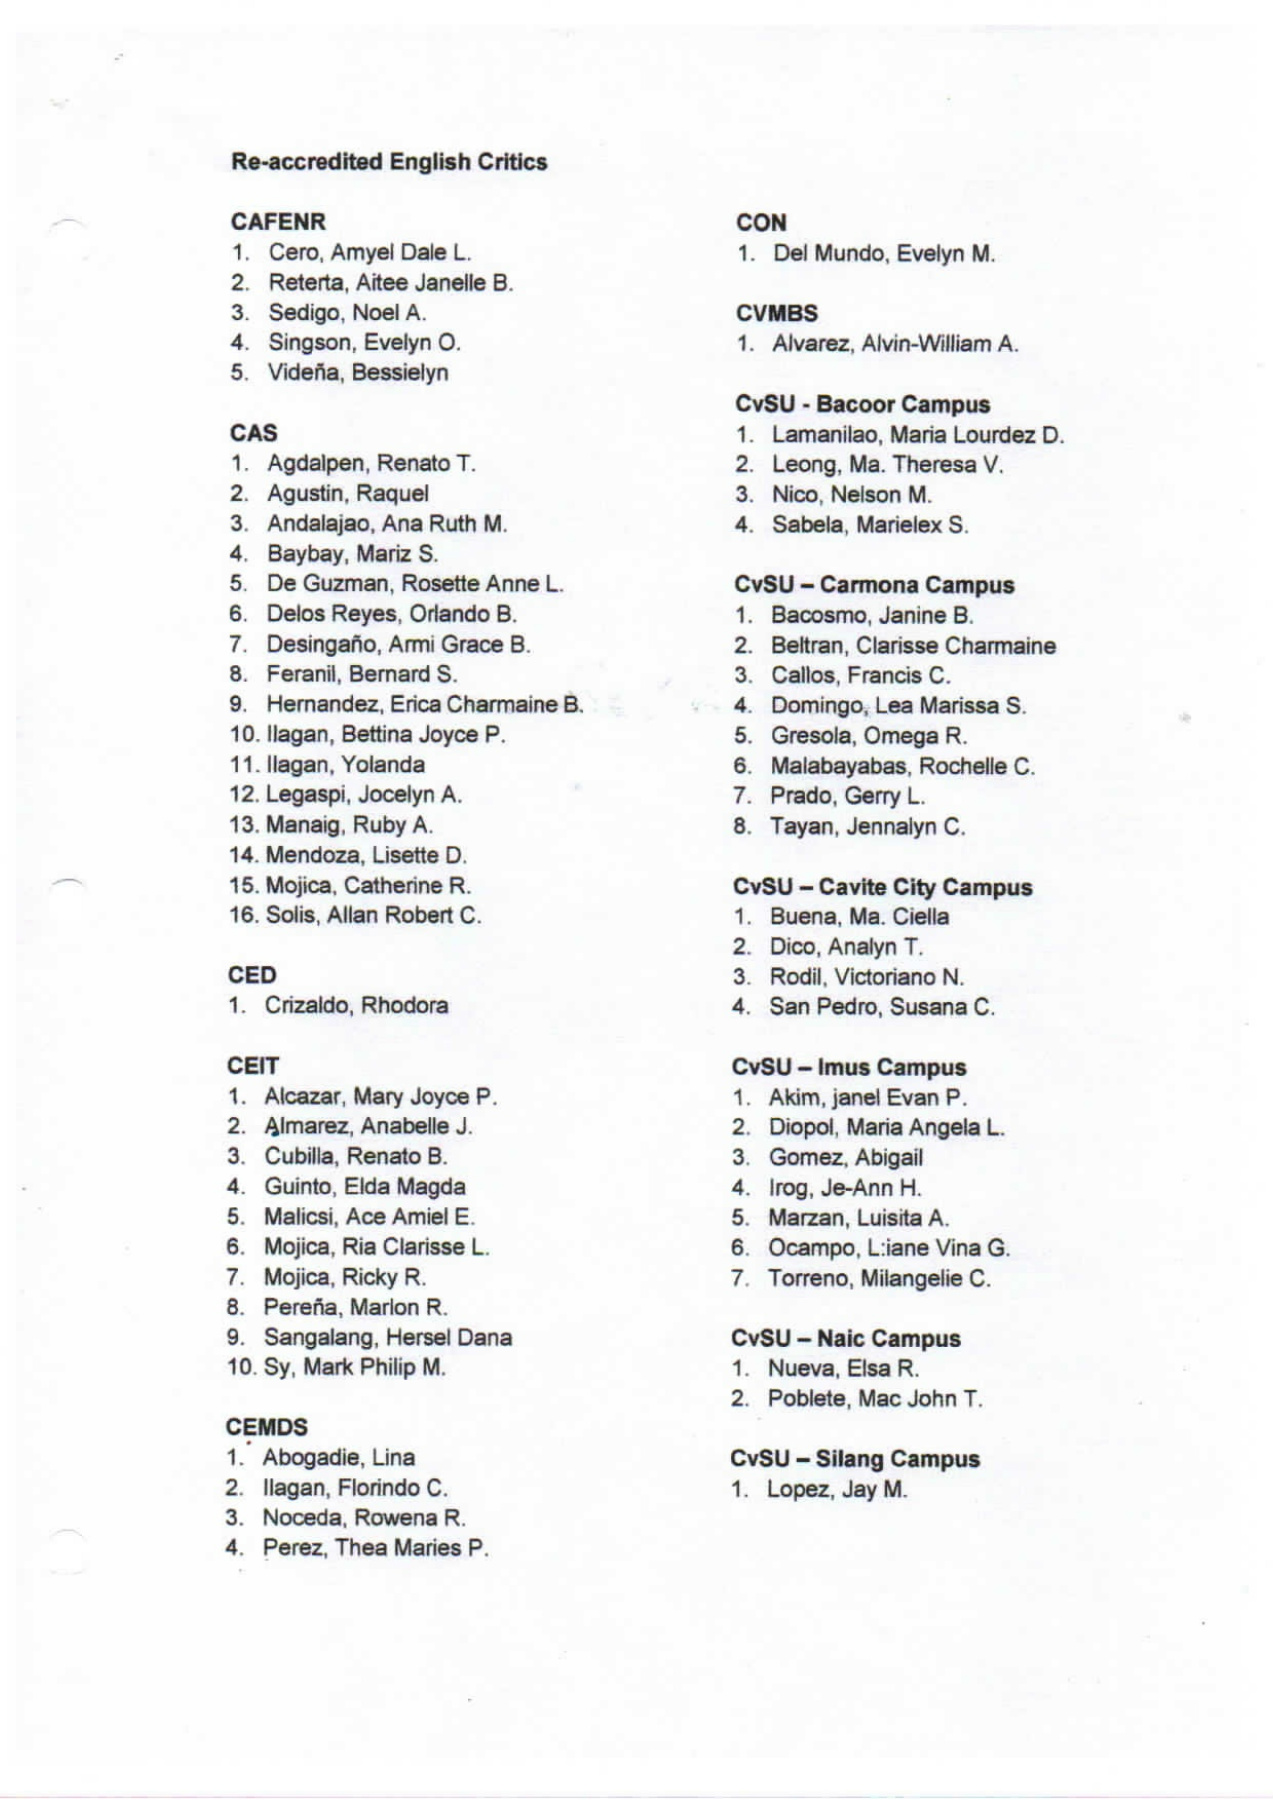 Re-accredited English Critics
CAFENR
1. Cero, Amyel Dale L.
2. Reterta, Aitee Janelle B.
3. Sedigo, Noel A.
4. Singson, Evelyn O.
5. Videña, Bessielyn
CAS
1. Agdalpen, Renato T.
2. Agustin, Raquel
3. Andalajao, Ana Ruth M.
4. Baybay, Mariz S.
5. De Guzman, Rosette Anne L.
6. Delos Reyes, Orlando B.
7. Desingaño, Armi Grace B.
8. Feranil, Bernard S.
9. Hernandez, Erica Charmaine B.
10. Ilagan, Bettina Joyce P.
11. Ilagan, Yolanda
12. Legaspi, Jocelyn A.
13. Manaig, Ruby A.
14. Mendoza, Lisette D.
15. Mojica, Catherine R.
16. Solis, Allan Robert C.
CED
1. Crizaldo, Rhodora
CEIT
1. Alcazar, Mary Joyce P.
2. Almarez, Anabelle J.
3. Cubilla, Renato B.
4. Guinto, Elda Magda
5. Malicsi, Ace Amiel E.
6. Mojica, Ria Clarisse L.
7. Mojica, Ricky R.
8. Pereña, Marlon R.
9. Sangalang, Hersel Dana
10. Sy, Mark Philip M.
CEMDS
1. Abogadie, Lina
2. Ilagan, Florindo C.
3. Noceda, Rowena R.
4. Perez, Thea Maries P.
CON
1. Del Mundo, Evelyn M.
CVMBS
1. Alvarez, Alvin-William A.
CvSU - Bacoor Campus
1. Lamanilao, Maria Lourdez D.
2. Leong, Ma. Theresa V.
3. Nico, Nelson M.
4. Sabela, Marielex S.
CvSU – Carmona Campus
1. Bacosmo, Janine B.
2. Beltran, Clarisse Charmaine
3. Callos, Francis C.
4. Domingo, Lea Marissa S.
5. Gresola, Omega R.
6. Malabayabas, Rochelle C.
7. Prado, Gerry L.
8. Tayan, Jennalyn C.
CvSU – Cavite City Campus
1. Buena, Ma. Ciella
2. Dico, Analyn T.
3. Rodil, Victoriano N.
4. San Pedro, Susana C.
CvSU – Imus Campus
1. Akim, janel Evan P.
2. Diopol, Maria Angela L.
3. Gomez, Abigail
4. Irog, Je-Ann H.
5. Marzan, Luisita A.
6. Ocampo, L:iane Vina G.
7. Torreno, Milangelie C.
CvSU – Naic Campus
1. Nueva, Elsa R.
2. Poblete, Mac John T.
CvSU – Silang Campus
1. Lopez, Jay M.